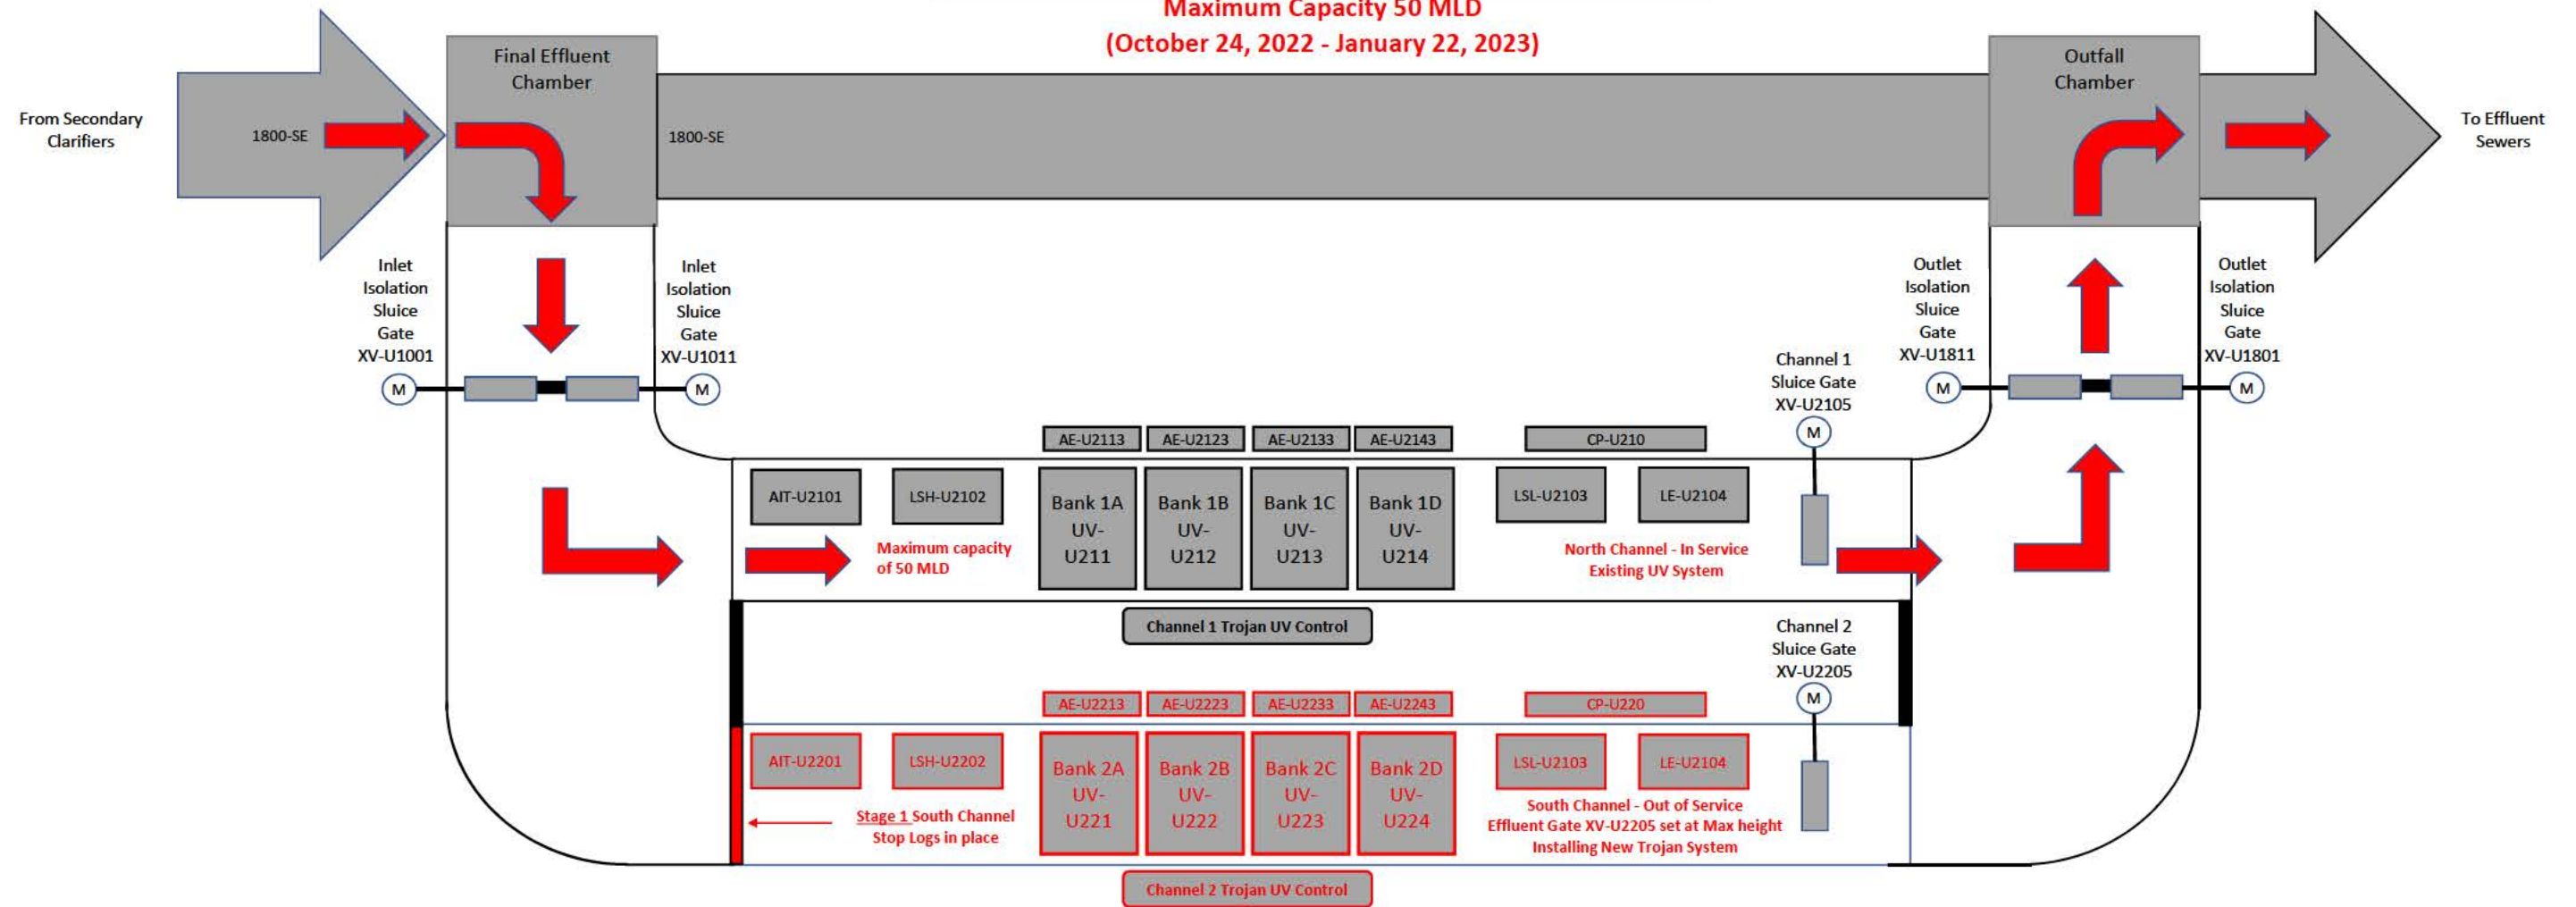 Maximum Capacity 50 MLD
(October 24, 2022 - January 22, 2023)
Final Effluent
Chamber
Outfall
Chamber
From Secondary
Clarifiers
1800-SE
1800-SE
To Effluent
Sewers
Inlet
Isolation
Sluice
Gate
XV-U1001
Inlet
Isolation
Sluice
Gate
XV-U1011
Outlet
Isolation
Sluice
Gate
XV-U1811
Outlet
Isolation
Sluice
Gate
XV-U1801
M
M
M
M
Channel 1
Sluice Gate
XV-U2105
M
AE-U2113
AE-U2123
AE-U2133
AE-U2143
CP-U210
AIT-U2101
LSH-U2102
Bank 1A
UV-
U211
Bank 1B
UV-
U212
Bank 1C
UV-
U213
Bank 1D
UV-
U214
LSL-U2103
LE-U2104
Maximum capacity
of 50 MLD
North Channel - In Service
Existing UV System
Channel 1 Trojan UV Control
Channel 2
Sluice Gate
XV-U2205
M
AE-U2213
AE-U2223
AE-U2233
AE-U2243
CP-U220
AIT-U2201
LSH-U2202
Bank 2A
UV-
U221
Bank 2B
UV-
U222
Bank 2C
UV-
U223
Bank 2D
UV-
U224
LSL-U2103
LE-U2104
Stage 1 South Channel
Stop Logs in place
South Channel - Out of Service
Effluent Gate XV-U2205 set at Max height
Installing New Trojan System
Channel 2 Trojan UV Control